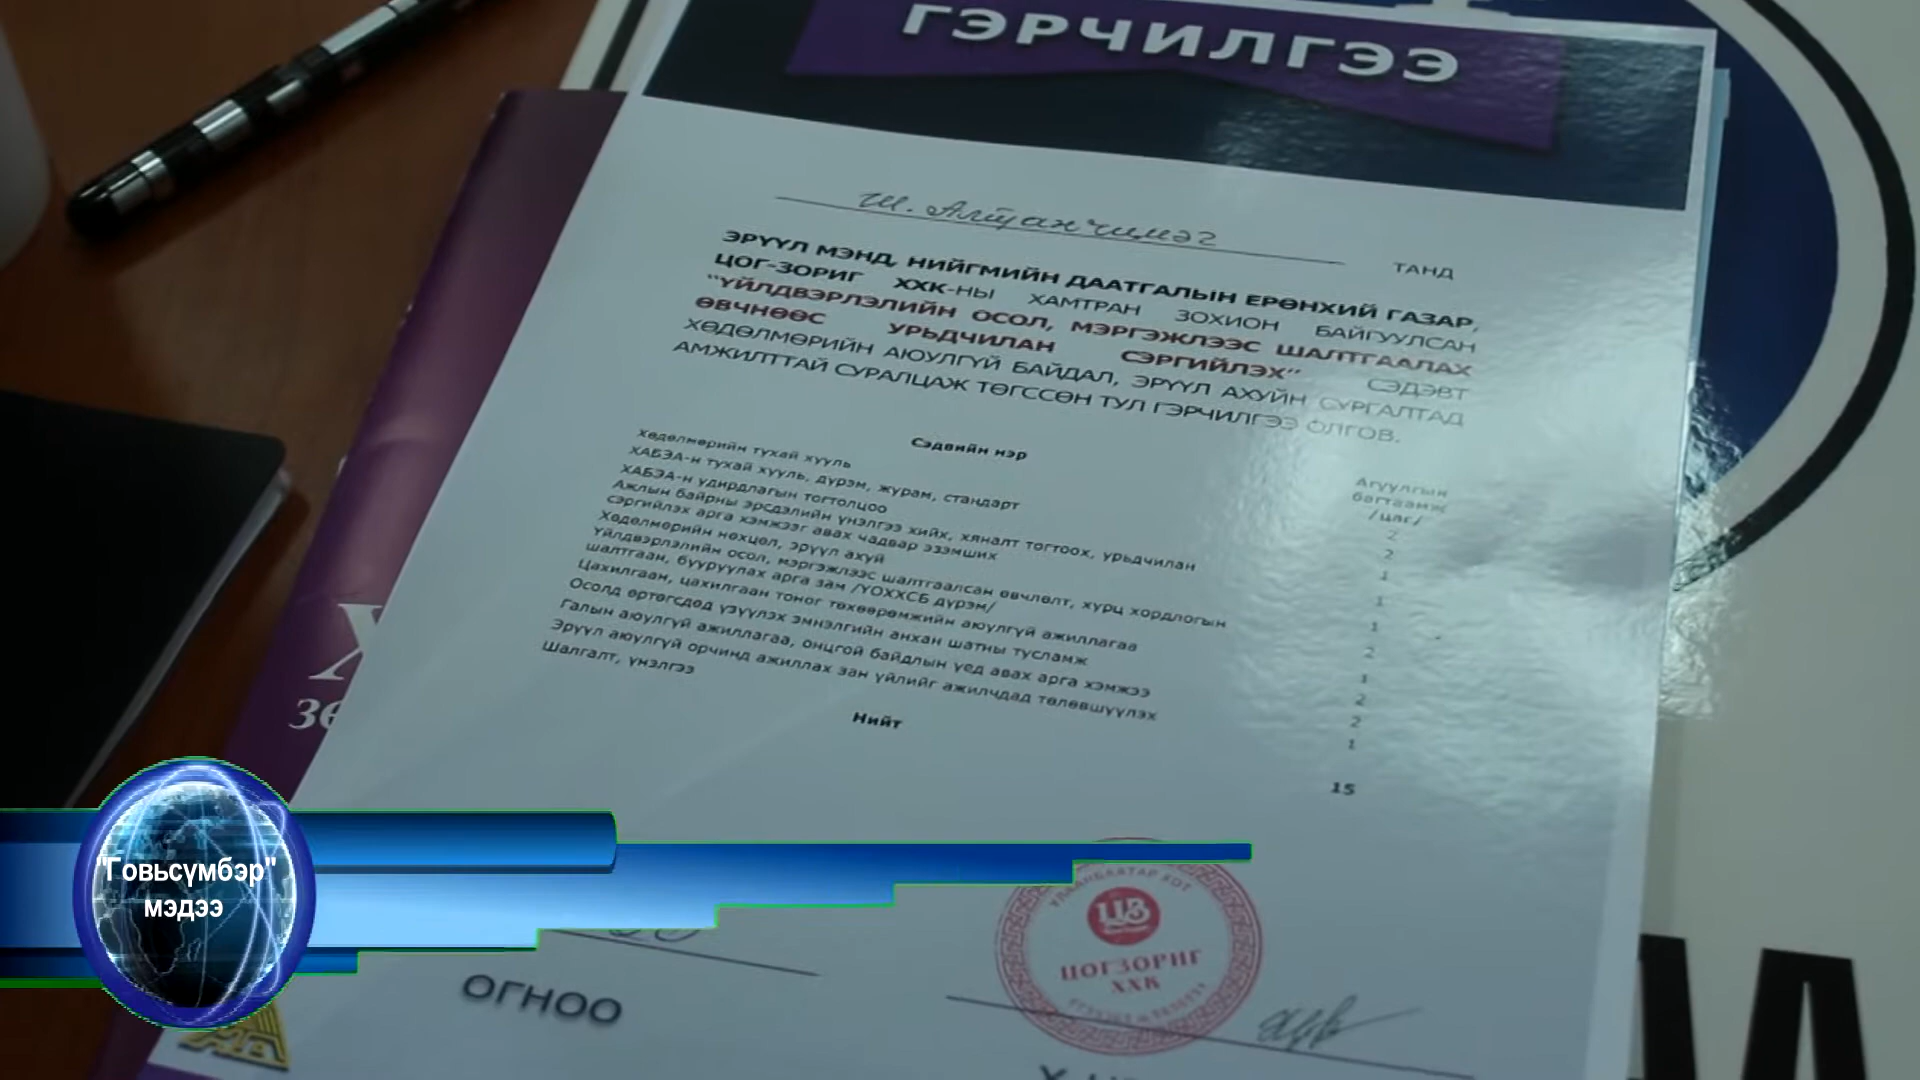 ГЭРЧИЛГЭЭ
Ш. Алтанчимэг ТАНД
ЭРҮҮЛ МЭНД, НИЙГМИЙН ДААТГАЛЫН ЕРӨНХИЙ ГАЗАР,
ЦОГ-ЗОРИГ ХХК-НЫ ХАМТРАН ЗОХИОН БАЙГУУЛСАН
"ҮЙЛДВЭРЛЭЛИЙН ОСОЛ, МЭРГЭЖЛЭЭС ШАЛТГААЛАХ
ӨВЧНӨӨС УРЬДЧИЛАН СЭРГИЙЛЭХ" СЭДЭВТ
ХӨДӨЛМӨРИЙН АЮУЛГҮЙ БАЙДАЛ, ЭРҮҮЛ АХУЙН СУРГАЛТАД
АМЖИЛТТАЙ СУРАЛЦАЖ ТӨГССӨН ТУЛ ГЭРЧИЛГЭЭ ОЛГОВ.
Сэдвийн нэр
Агуулгын
багтаамж
/цаг/
Хөдөлмөрийн тухай хууль 2
ХАБЭА-н тухай хууль, дүрэм, журам, стандарт 2
ХАБЭА-н удирдлагын тогтолцоо 1
Ажлын байрны эрсдэлийн үнэлгээ хийх, хяналт тогтоох, урьдчилан
сэргийлэх арга хэмжээг авах чадвар эзэмших 1
Хөдөлмөрийн нөхцөл, эрүүл ахуй 1
Үйлдвэрлэлийн осол, мэргэжлээс шалтгаалсан өвчлөлт, хурц хордлогын
шалтгаан, бууруулах арга зам /ҮОХХСБ дүрэм/ 2
Цахилгаан, цахилгаан тоног төхөөрөмжийн аюулгүй ажиллагаа 1
Осолд өртөгсдөд үзүүлэх эмнэлгийн анхан шатны тусламж 2
Галын аюулгүй ажиллагаа, онцгой байдлын үед авах арга хэмжээ 2
Эрүүл аюулгүй орчинд ажиллах зан үйлийг ажилчдад төлөвшүүлэх 1
Шалгалт, үнэлгээ
Нийт 15
"Говьсүмбэр"
мэдээ
УЛААНБААТАР ХОТ
ЦЗ
ЦОГЗОРИГ
ХХК
ОГНОО